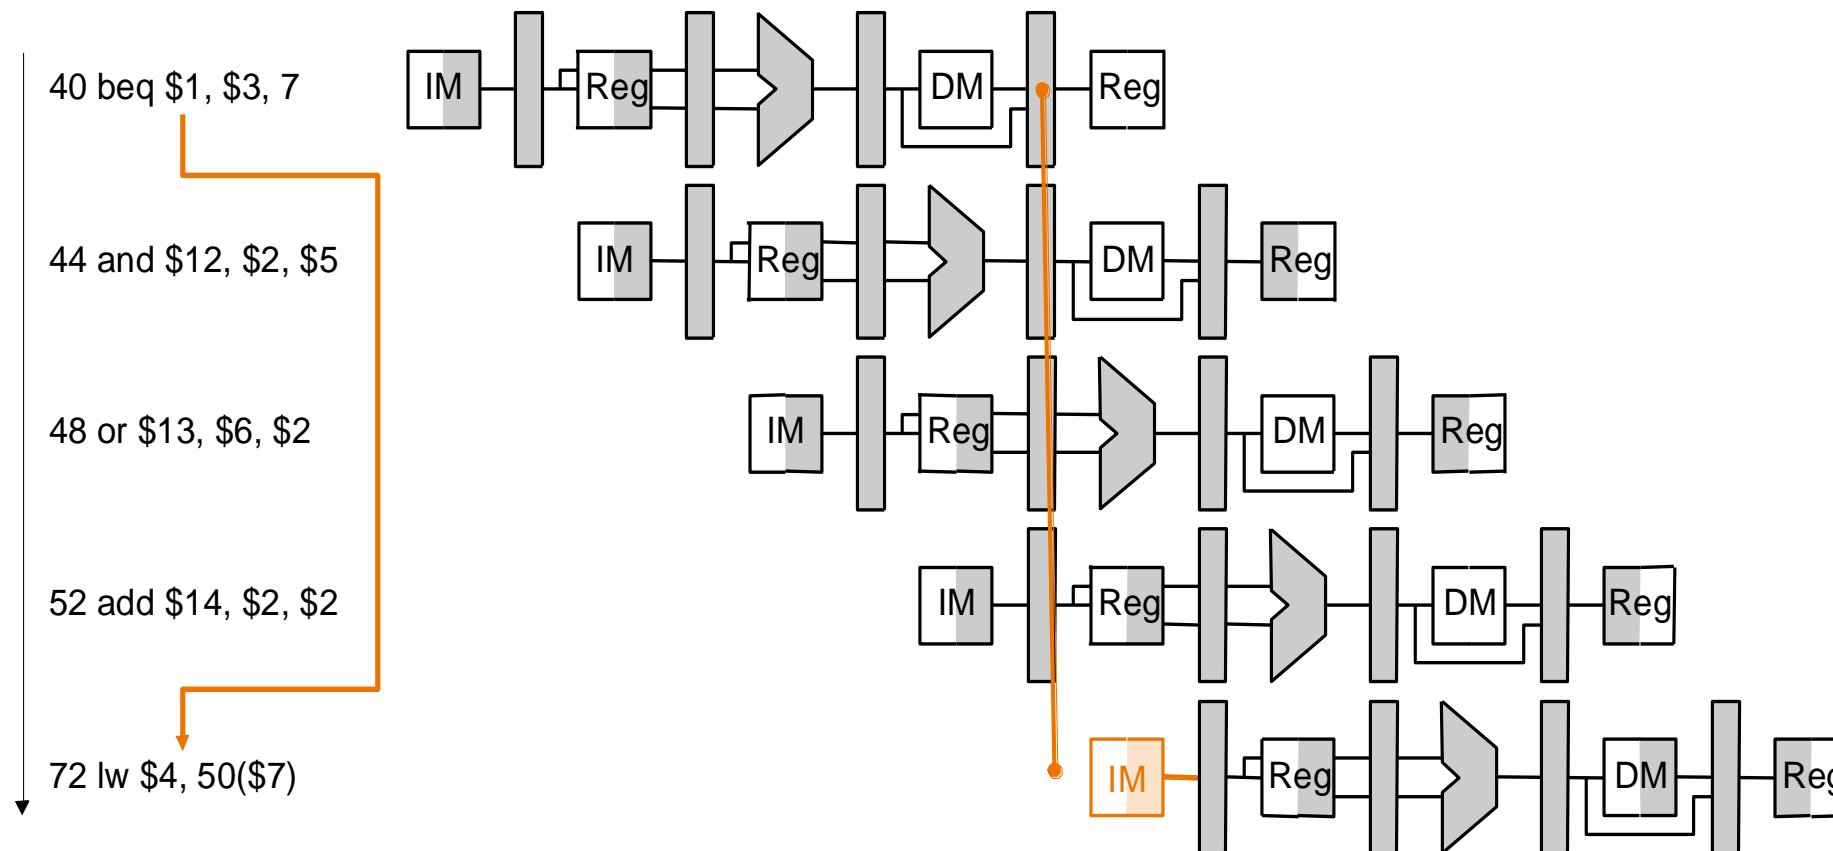 40 beq $1, $3, 7 IM Reg DM Reg
44 and $12, $2, $5 IM Reg DM Reg
48 or $13, $6, $2 IM Reg DM Reg
52 add $14, $2, $2 IM Reg DM Reg
72 lw $4, 50($7) IM Reg DM Reg